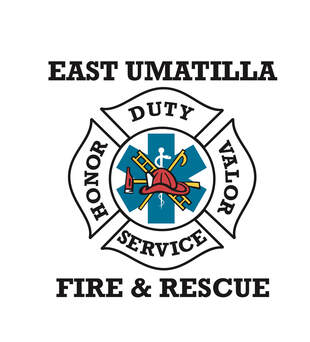 EAST UMATILLA
DUTY
HONOR
VALOR
SERVICE
FIRE & RESCUE